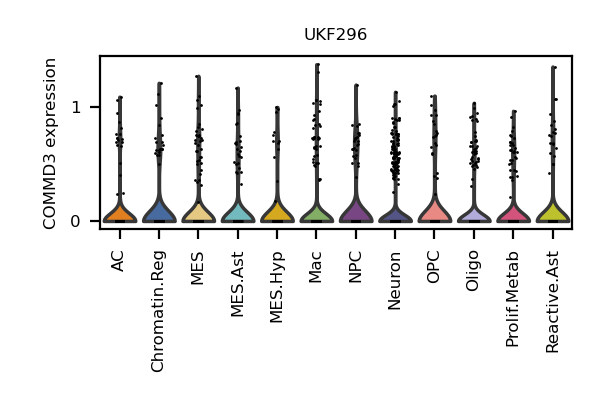 UKF296
COMMD3 expression
1
0
AC
Chromatin.Reg
MES
MES.Ast
MES.Hyp
Mac
NPC
Neuron
OPC
Oligo
Prolif.Metab
Reactive.Ast